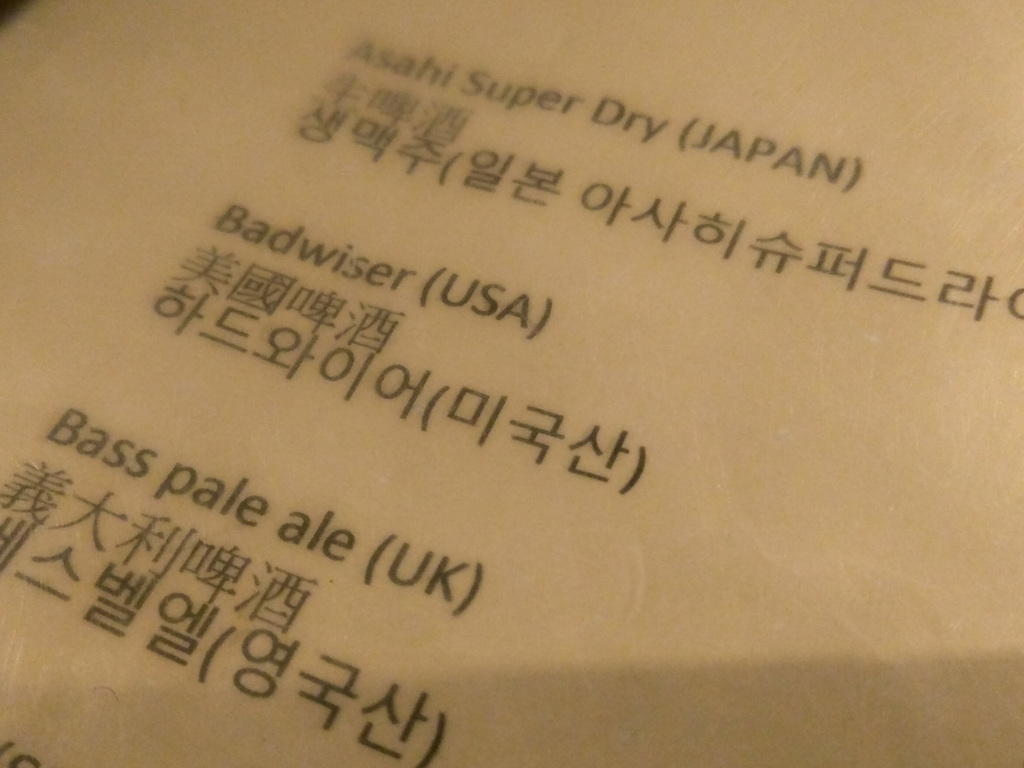 Asahi Super Dry (JAPAN)
生啤酒
생맥주(일본 아사히슈퍼드라이
Badwiser (USA)
美國啤酒
하드와이어(미국산)
Bass pale ale (UK)
義大利啤酒
베스벨엘(영국산)